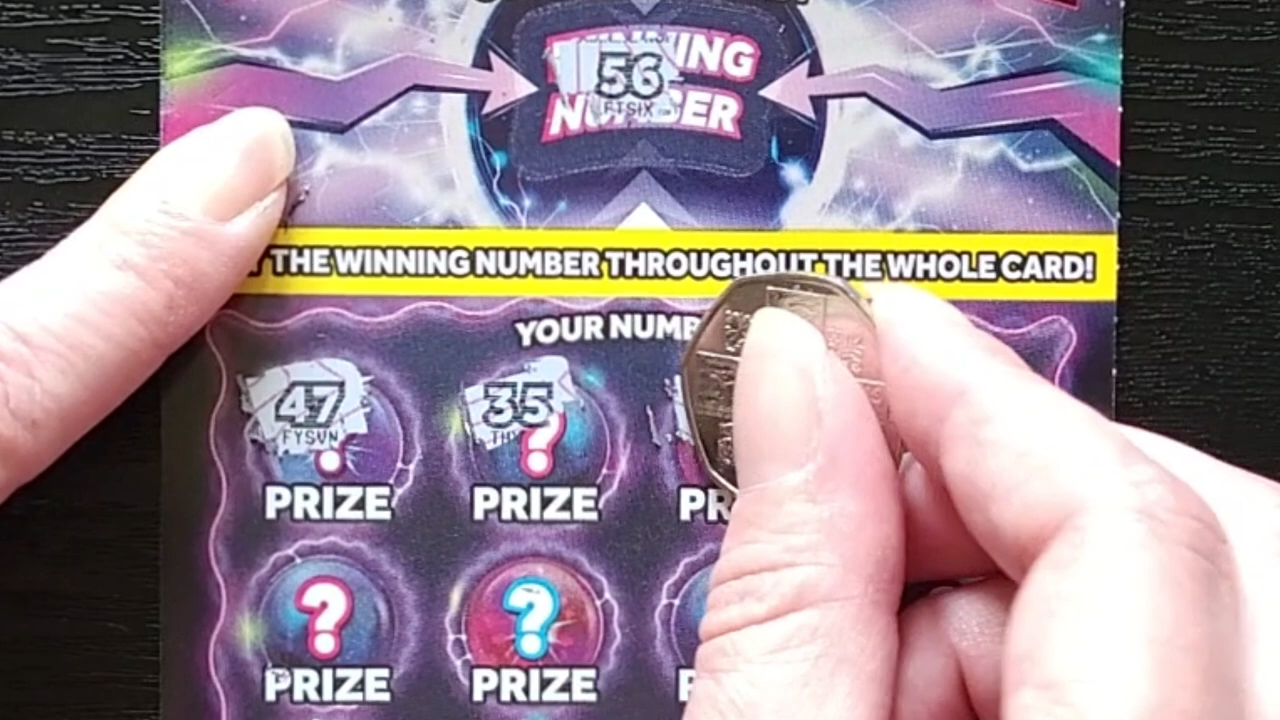 WINNING
56
FTSIX
NUMBER
THE WINNING NUMBER THROUGHOUT THE WHOLE CARD!
YOUR
47 35
FYSVN
? ?
PRIZE PRIZE
? ?
PRIZE PRIZE